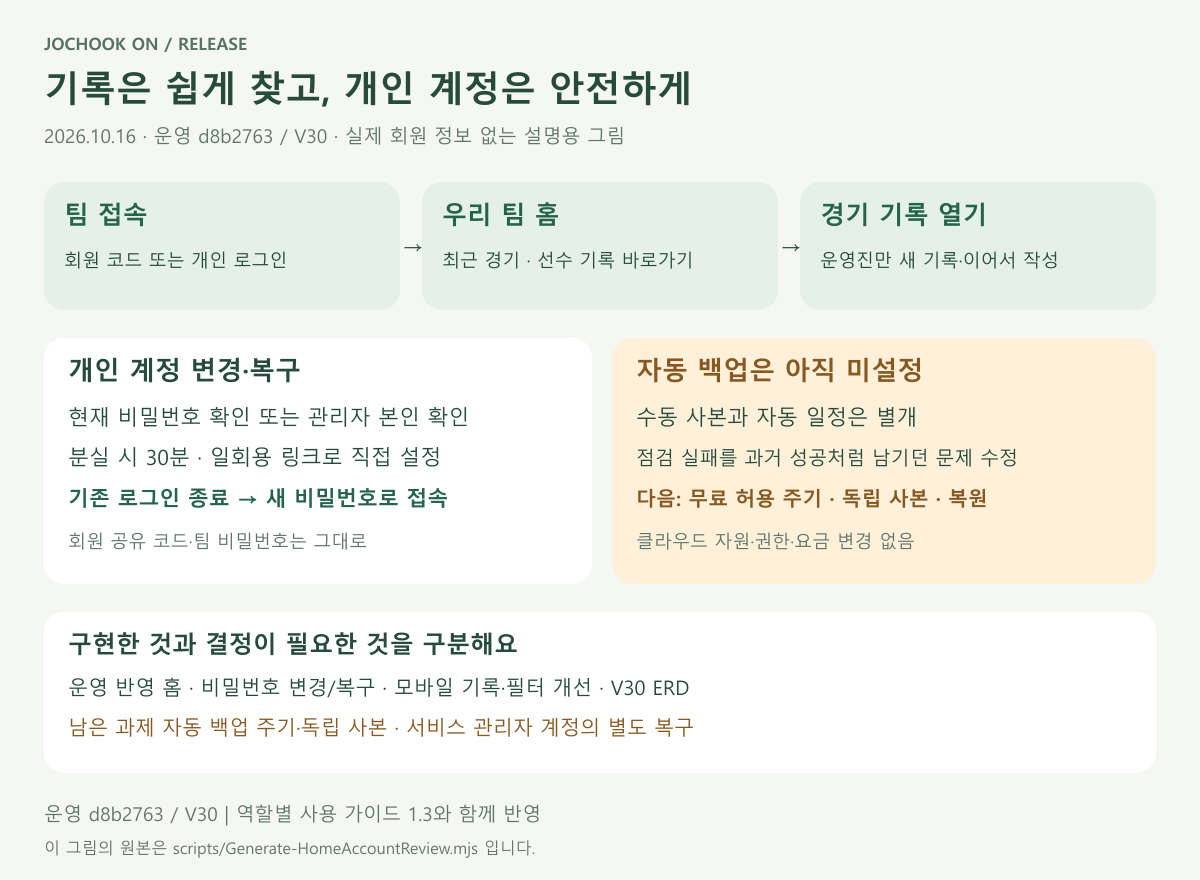 JOCHOOK ON / RELEASE
기록은 쉽게 찾고, 개인 계정은 안전하게
2026.10.16 · 운영 d8b2763 / V30 · 실제 회원 정보 없는 설명용 그림
팀 접속
회원 코드 또는 개인 로그인
→
우리 팀 홈
최근 경기 · 선수 기록 바로가기
→
경기 기록 열기
운영진만 새 기록·이어서 작성
개인 계정 변경·복구
현재 비밀번호 확인 또는 관리자 본인 확인
분실 시 30분 · 일회용 링크로 직접 설정
기존 로그인 종료 → 새 비밀번호로 접속
회원 공유 코드·팀 비밀번호는 그대로
자동 백업은 아직 미설정
수동 사본과 자동 일정은 별개
점검 실패를 과거 성공처럼 남기던 문제 수정
다음: 무료 허용 주기 · 독립 사본 · 복원
클라우드 자원·권한·요금 변경 없음
구현한 것과 결정이 필요한 것을 구분해요
운영 반영 홈 · 비밀번호 변경/복구 · 모바일 기록·필터 개선 · V30 ERD
남은 과제 자동 백업 주기·독립 사본 · 서비스 관리자 계정의 별도 복구
운영 d8b2763 / V30 | 역할별 사용 가이드 1.3와 함께 반영
이 그림의 원본은 scripts/Generate-HomeAccountReview.mjs 입니다.